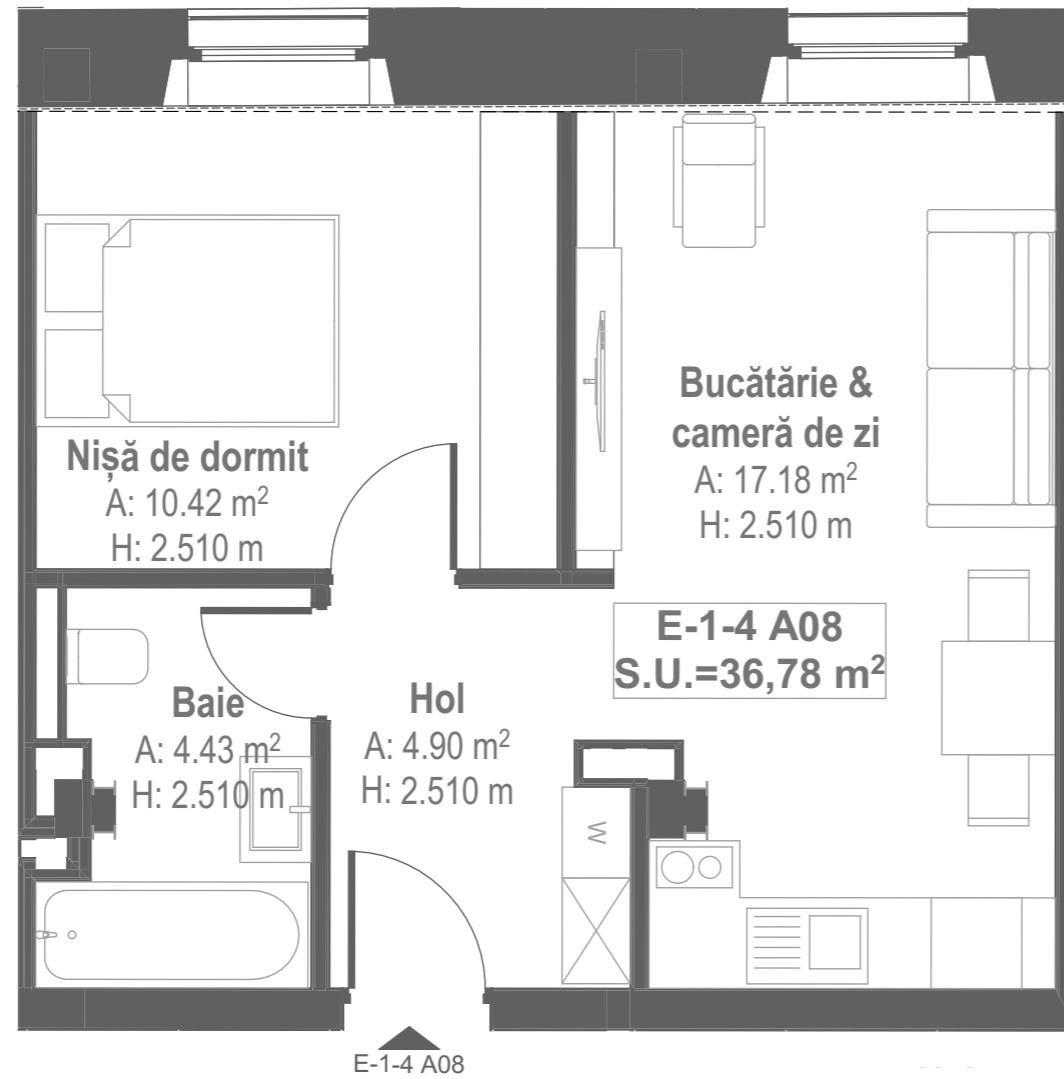 Nișă de dormit
A: 10.42 m²
H: 2.510 m
Bucătărie &
cameră de zi
A: 17.18 m²
H: 2.510 m
E-1-4 A08
S.U.=36,78 m²
Baie
A: 4.43 m²
H: 2.510 m
Hol
A: 4.90 m²
H: 2.510 m
W
E-1-4 A08